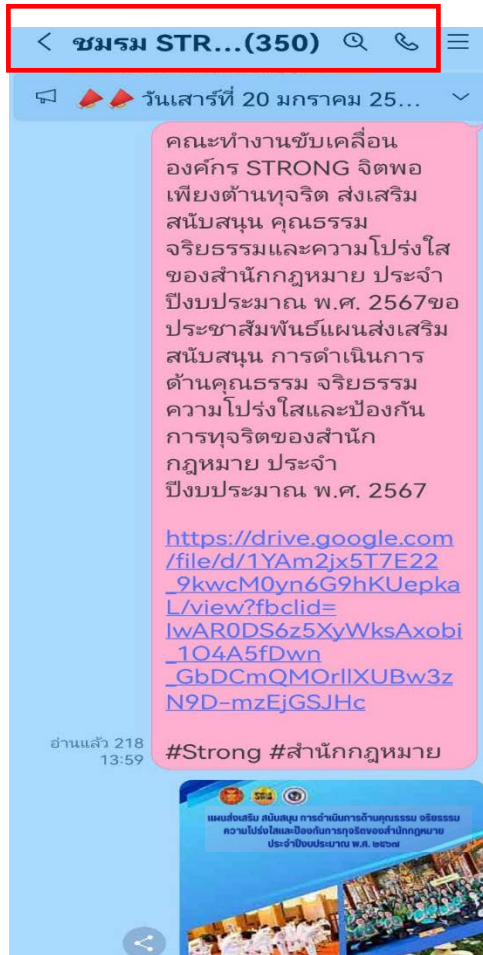 ชมรม STR...(350)
วันเสาร์ที่ 20 มกราคม 25...
คณะทำงานขับเคลื่อน
องค์กร STRONG จิตพอ
เพียงต้านทุจริต ส่งเสริม
สนับสนุน คุณธรรม
จริยธรรมและความโปร่งใส
ของสำนักกฎหมาย ประจำ
ปีงบประมาณ พ.ศ. 2567ขอ
ประชาสัมพันธ์แผนส่งเสริม
สนับสนุน การดำเนินการ
ด้านคุณธรรม จริยธรรม
ความโปร่งใสและป้องกัน
การทุจริตของสำนัก
กฎหมาย ประจำ
ปีงบประมาณ พ.ศ. 2567
https://drive.google.com
/file/d/1YAm2jx5T7E22
_9kwcM0yn6G9hKUepka
L/view?fbclid=
IwAR0DS6z5XyWksAxobi
_1O4A5fDwn
_GbDCmQMOrlIXUBw3z
N9D-mzEjGSJHc
#Strong #สำนักกฎหมาย
อ่านแล้ว 218
13:59
แผนส่งเสริม สนับสนุน การดำเนินการด้านคุณธรรม จริยธรรม
ความโปร่งใสและป้องกันการทุจริตของสำนักกฎหมาย
ประจำปีงบประมาณ พ.ศ. ๒๕๖๗